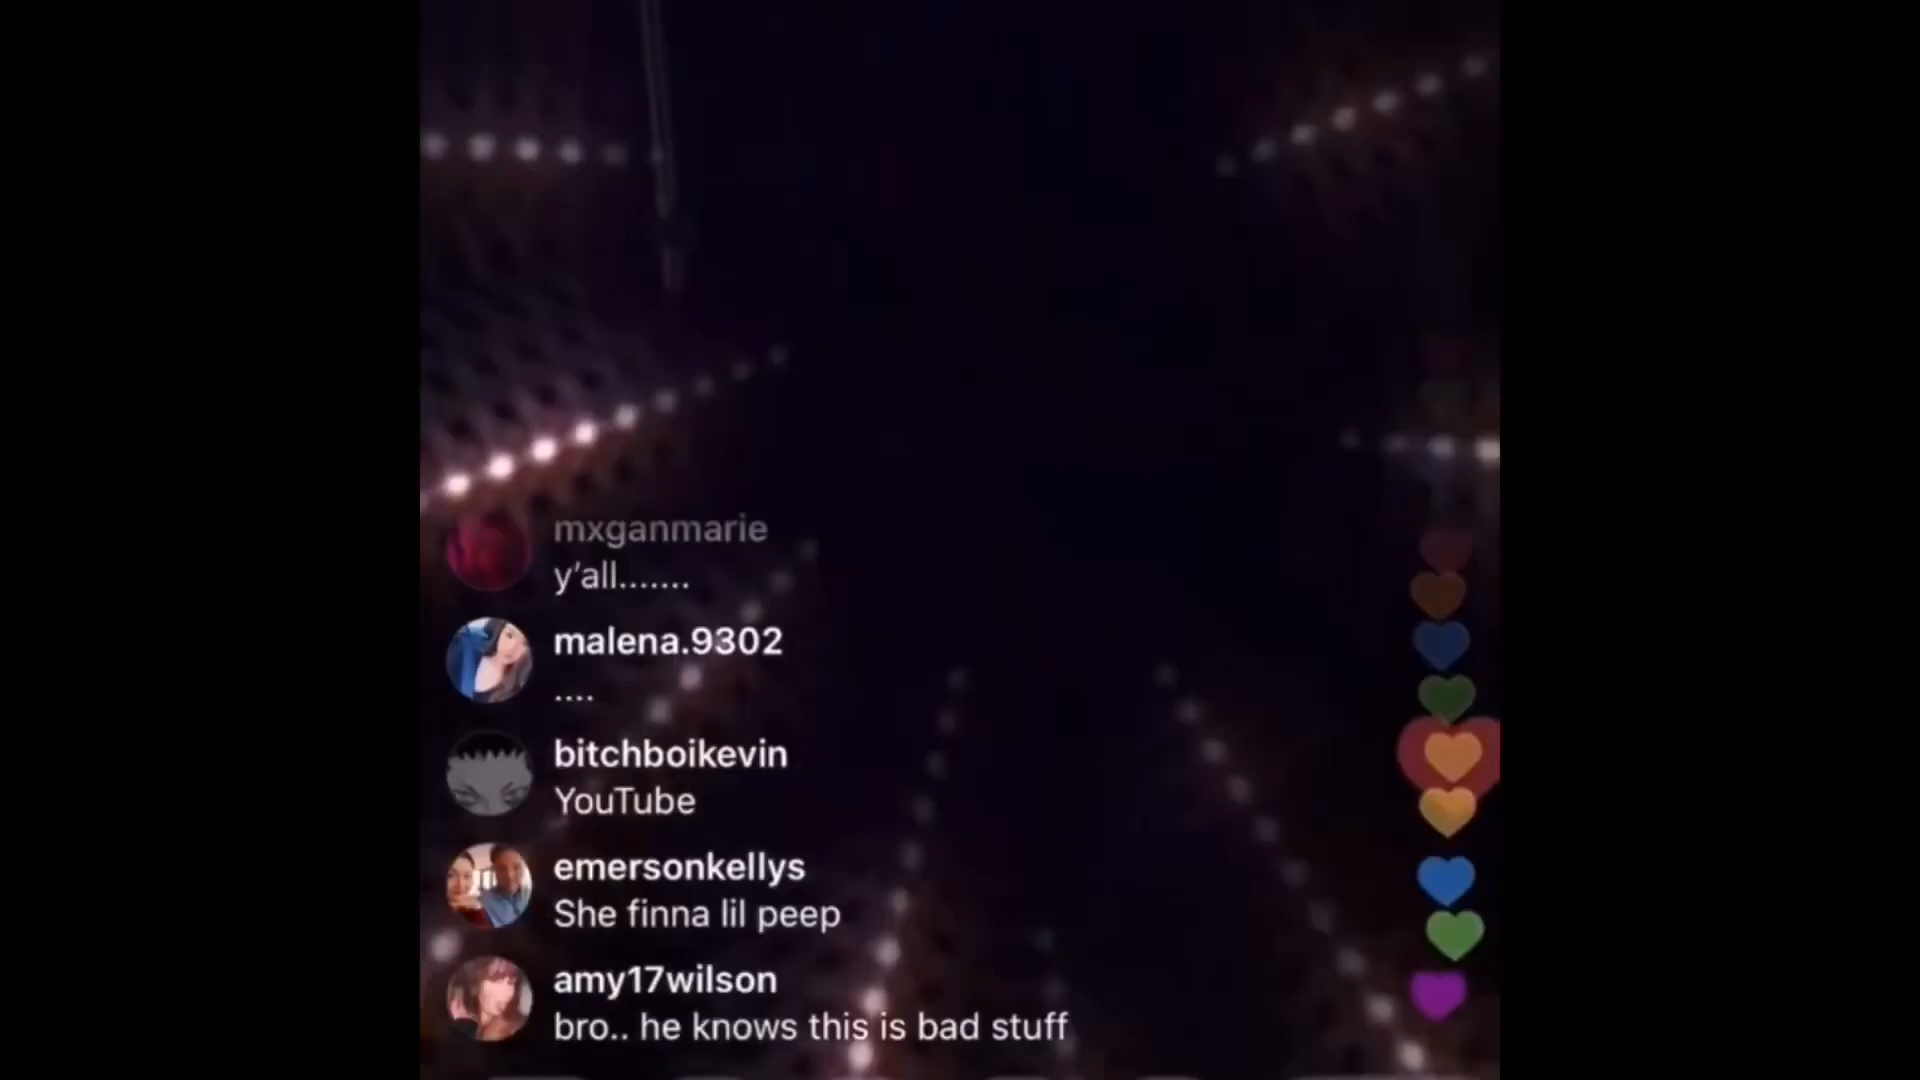 mxganmarie
y’all.......
malena.9302
....
bitchboikevin
YouTube
emersonkellys
She finna lil peep
amy17wilson
bro.. he knows this is bad stuff